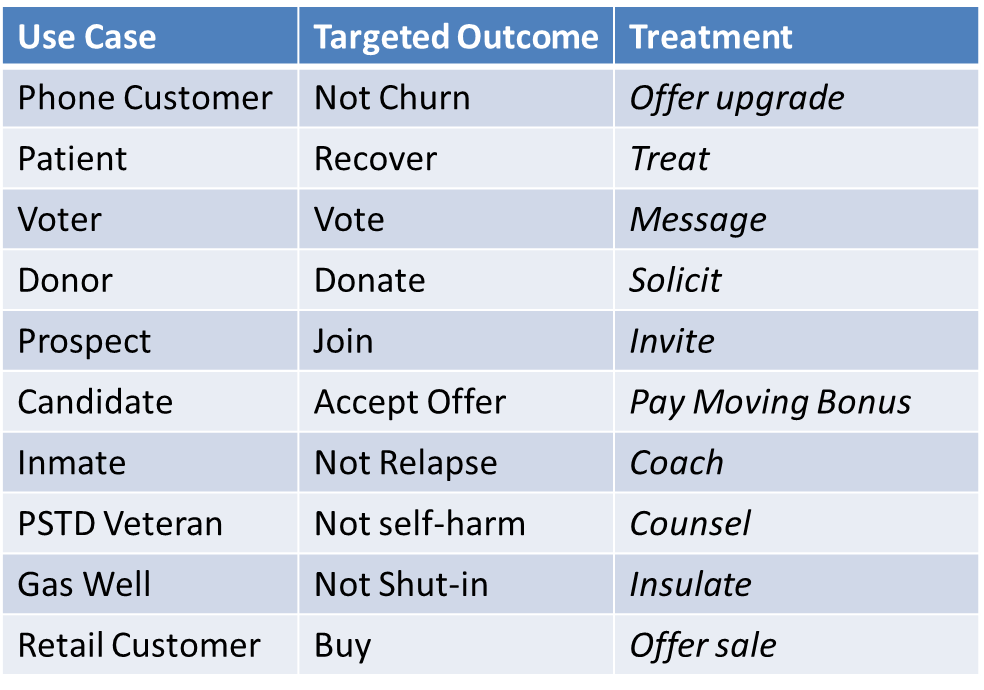 Use Case Targeted Outcome Treatment
Phone Customer Not Churn Offer upgrade
Patient Recover Treat
Voter Vote Message
Donor Donate Solicit
Prospect Join Invite
Candidate Accept Offer Pay Moving Bonus
Inmate Not Relapse Coach
PSTD Veteran Not self-harm Counsel
Gas Well Not Shut-in Insulate
Retail Customer Buy Offer sale